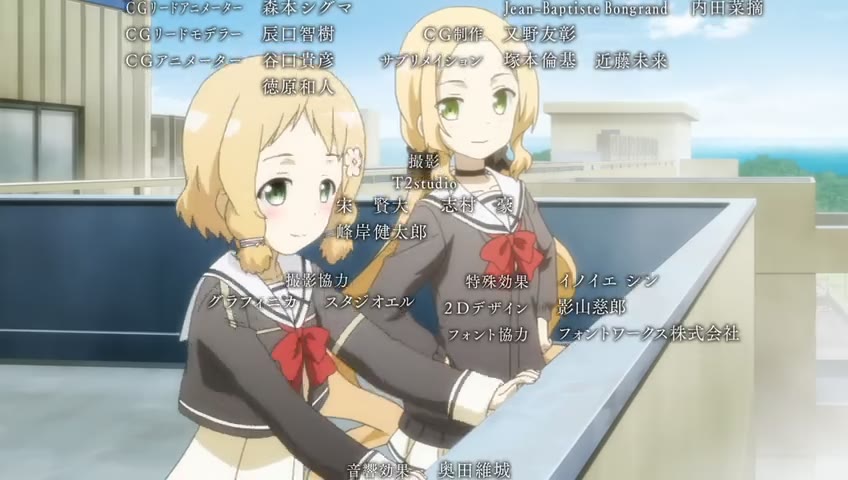 CGリードアニメーター 森本シグマ Jean-Baptiste Bongrand 内田菜摘
CGリードモデラー 辰口智樹 CG制作 又野友彰
CGアニメーター 谷口貴彦 サブリメイション 塚本倫基 近藤未来
徳原和人
撮影
T2studio
朱 賢文 志村 豪
峰岸健太郎
撮影協力 特殊効果 イノイエ シン
グラフィニカ スタジオエル 2Dデザイン 影山慈郎
フォント協力 フォントワークス株式会社
音響効果 奥田維城